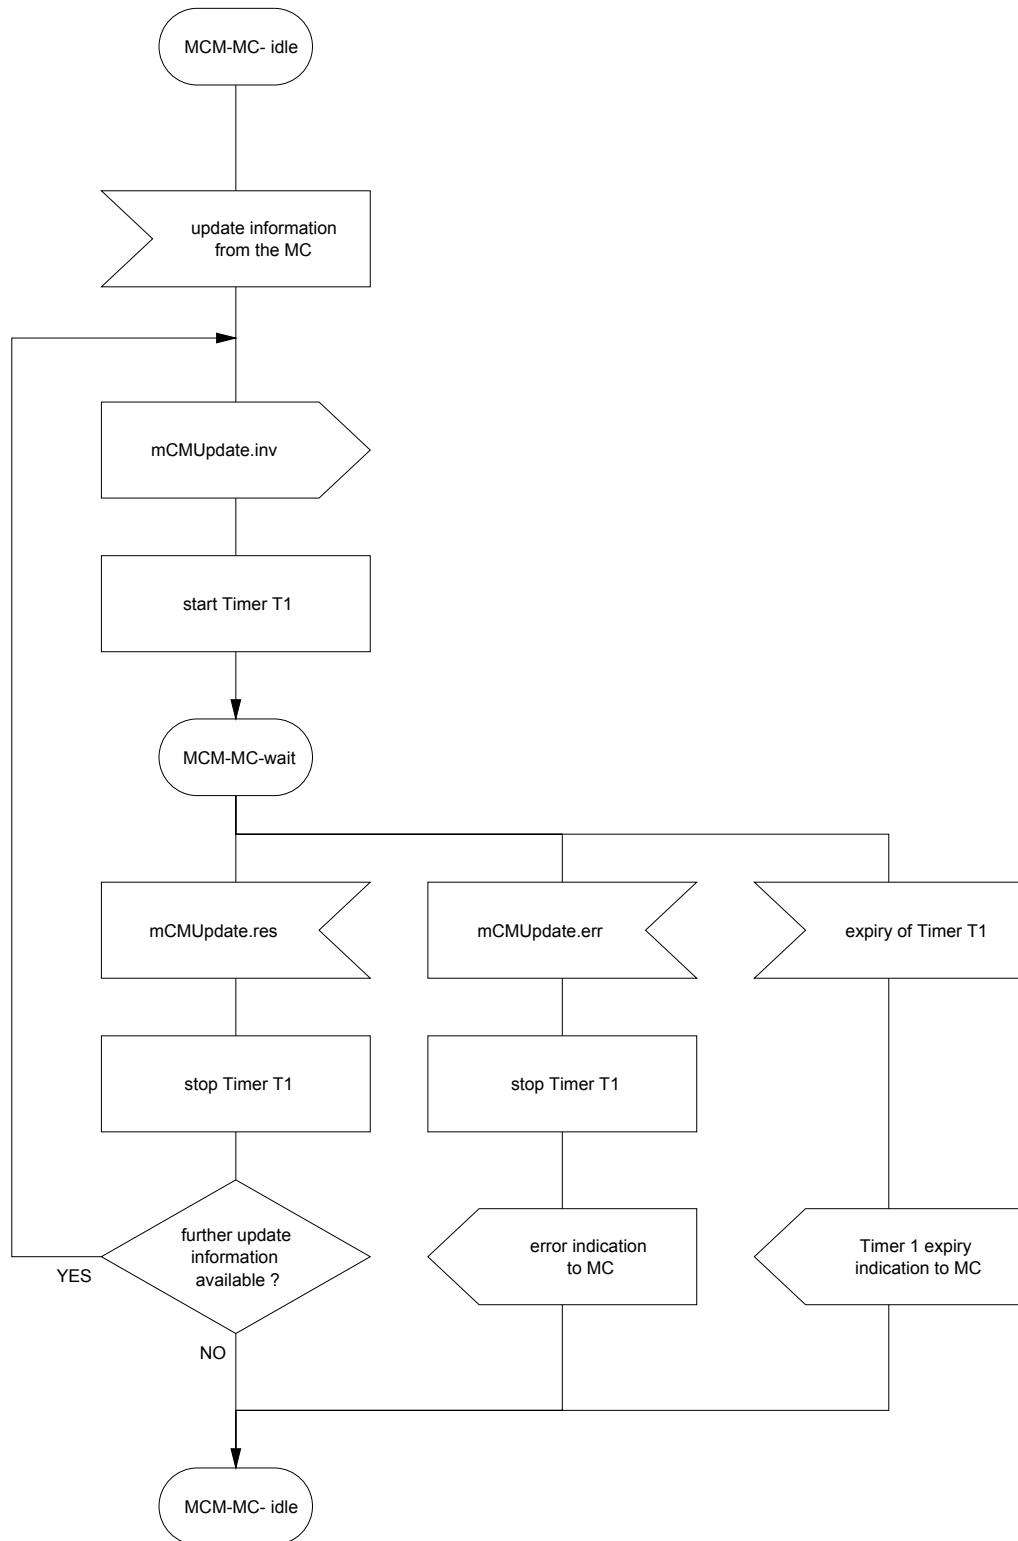 MCM-MC- idle
update information
from the MC
mCMUpdate.inv
start Timer T1
MCM-MC-wait
mCMUpdate.res
mCMUpdate.err
expiry of Timer T1
stop Timer T1
stop Timer T1
further update
information
available ?
error indication
to MC
Timer 1 expiry
indication to MC
YES
NO
MCM-MC- idle